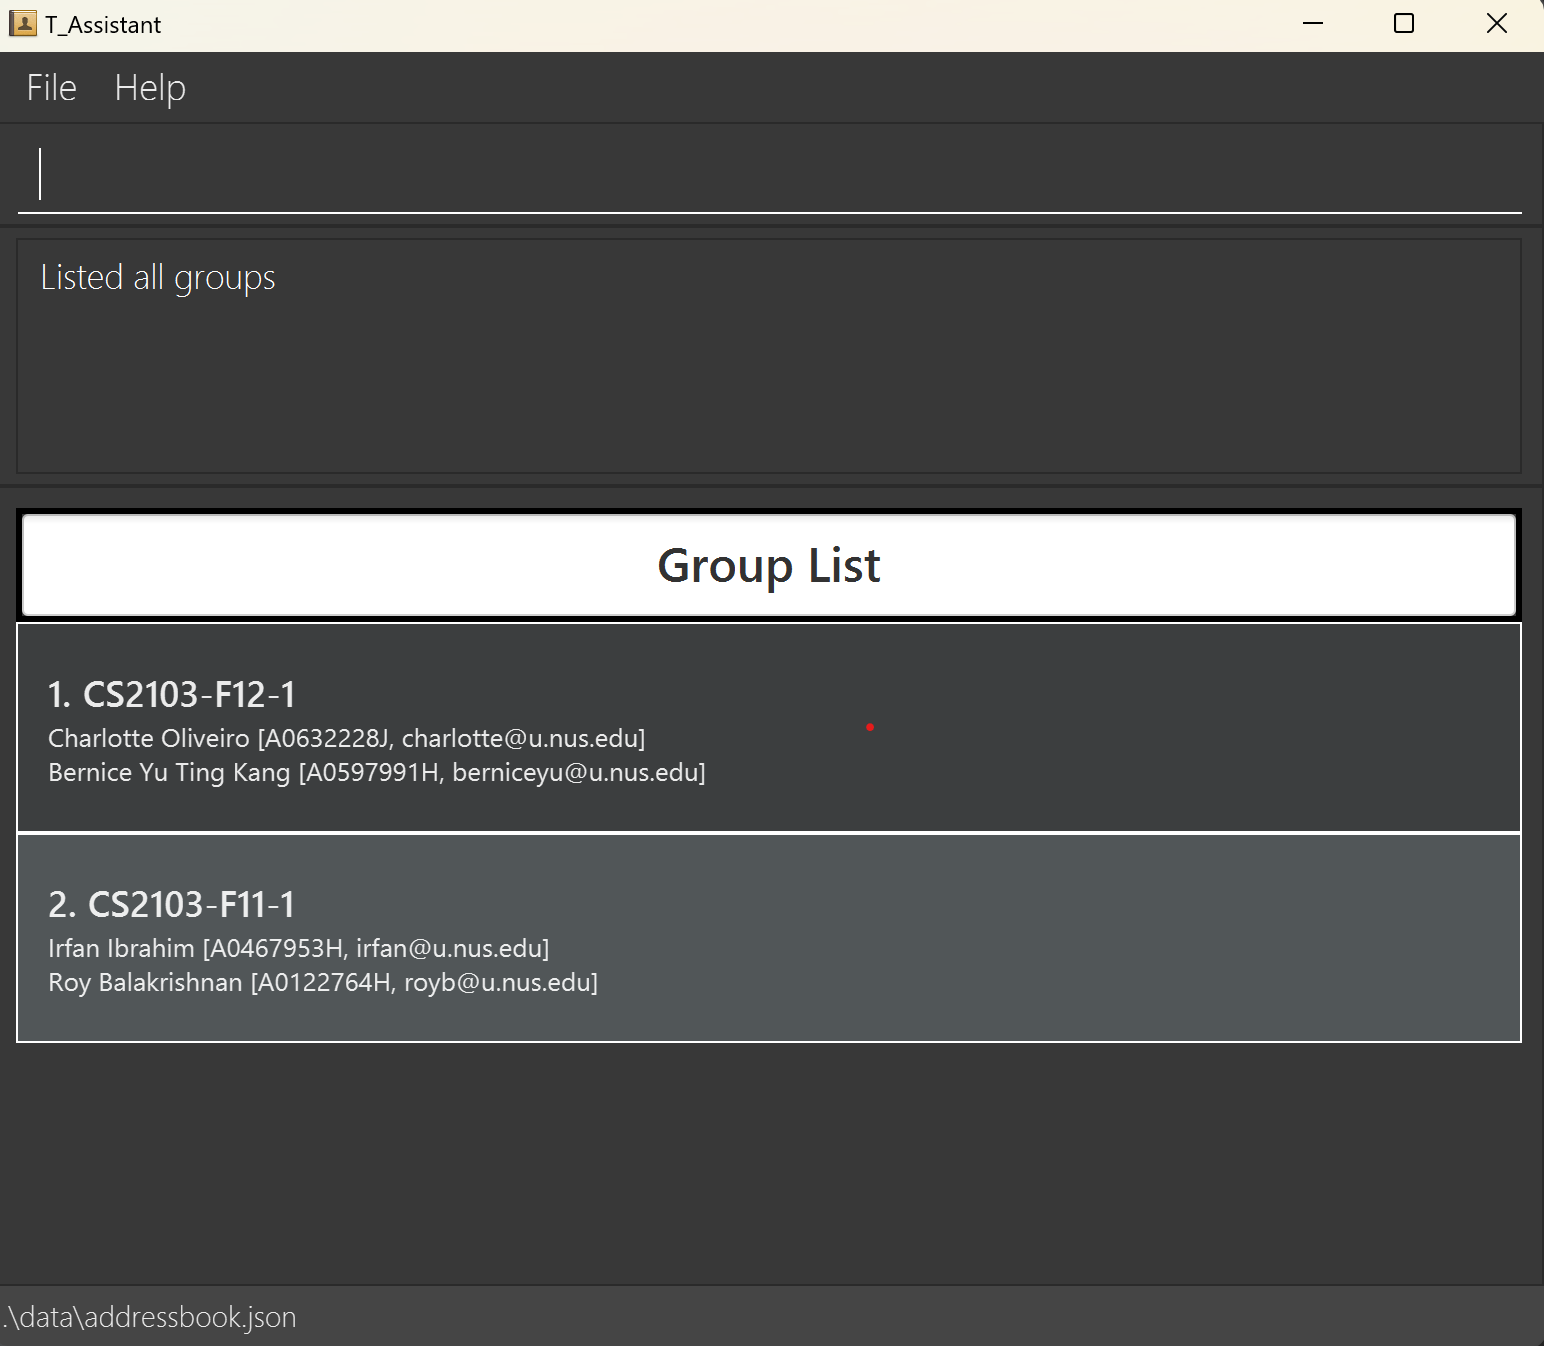 T_Assistant
File Help
Listed all groups
Group List
1. CS2103-F12-1
Charlotte Oliveiro [A0632228J, charlotte@u.nus.edu]
Bernice Yu Ting Kang [A0597991H, berniceyu@u.nus.edu]
2. CS2103-F11-1
Irfan Ibrahim [A0467953H, irfan@u.nus.edu]
Roy Balakrishnan [A0122764H, royb@u.nus.edu]
.\data\addressbook.json